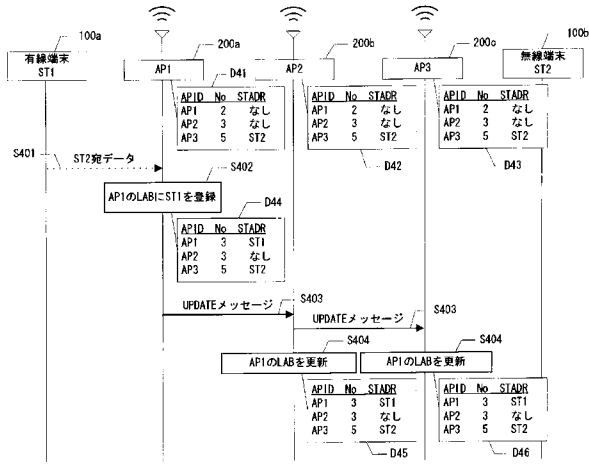 100a
有線端末
ST1
200a
AP1
200b
AP2
200c
AP3
100b
無線端末
ST2
D41
APID No STADR
AP1 2 なし
AP2 3 なし
AP3 5 ST2
APID No STADR
AP1 2 なし
AP2 3 なし
AP3 5 ST2
D42
APID No STADR
AP1 2 なし
AP2 3 なし
AP3 5 ST2
D43
S401
ST2宛データ
S402
AP1のLABにST1を登録
D44
APID No STADR
AP1 3 ST1
AP2 3 なし
AP3 5 ST2
UPDATEメッセージ
S403
UPDATEメッセージ
S403
S404
AP1のLABを更新
S404
AP1のLABを更新
APID No STADR
AP1 3 ST1
AP2 3 なし
AP3 5 ST2
D45
APID No STADR
AP1 3 ST1
AP2 3 なし
AP3 5 ST2
D46